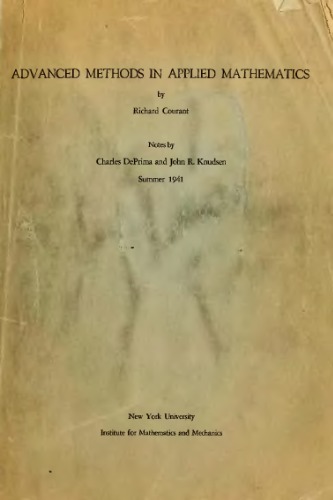 ADVANCED METHODS IN APPLIED MATHEMATICS
by
Richard Courant
Notes by
Charles DePrima and John R. Knudsen
Summer 1941
New York University
Institute for Mathematics and Mechanics